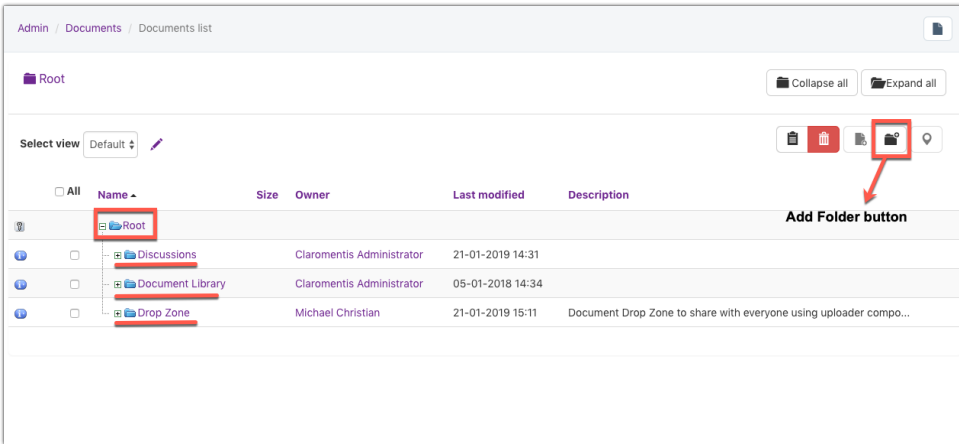 Admin / Documents / Documents list
Root
Collapse all Expand all
Select view Default
Add Folder button
All Name Size Owner Last modified Description
Root
Discussions Claromentis Administrator 21-01-2019 14:31
Document Library Claromentis Administrator 05-01-2018 14:34
Drop Zone Michael Christian 21-01-2019 15:11 Document Drop Zone to share with everyone using uploader compo...